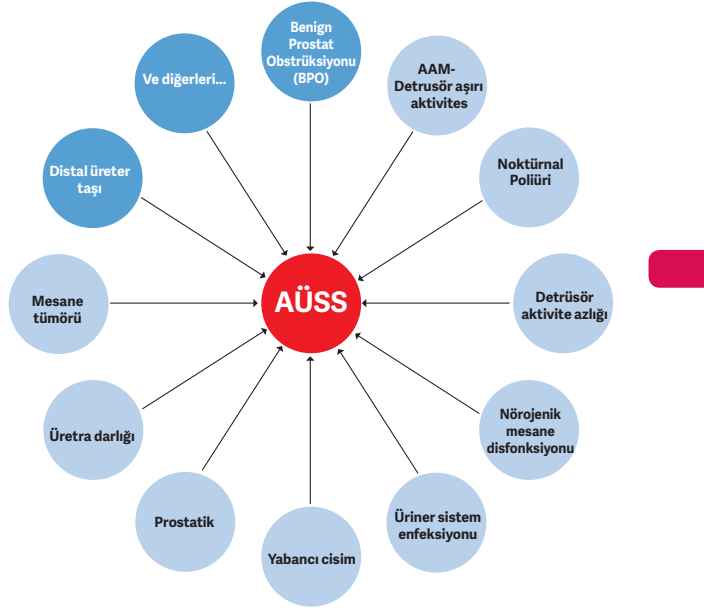 Benign
Prostat
Obstrüksiyonu
(BPO)
AAM-
Detrusör aşırı
aktivites
Noktürnal
Poliüri
Detrüsör
aktivite azlığı
Nörojenik
mesane
disfonksiyonu
Üriner sistem
enfeksiyonu
Yabancı cisim
Prostatik
Üretra darlığı
Mesane
tümörü
Distal üreter
taşı
Ve diğerleri...
AÜSS